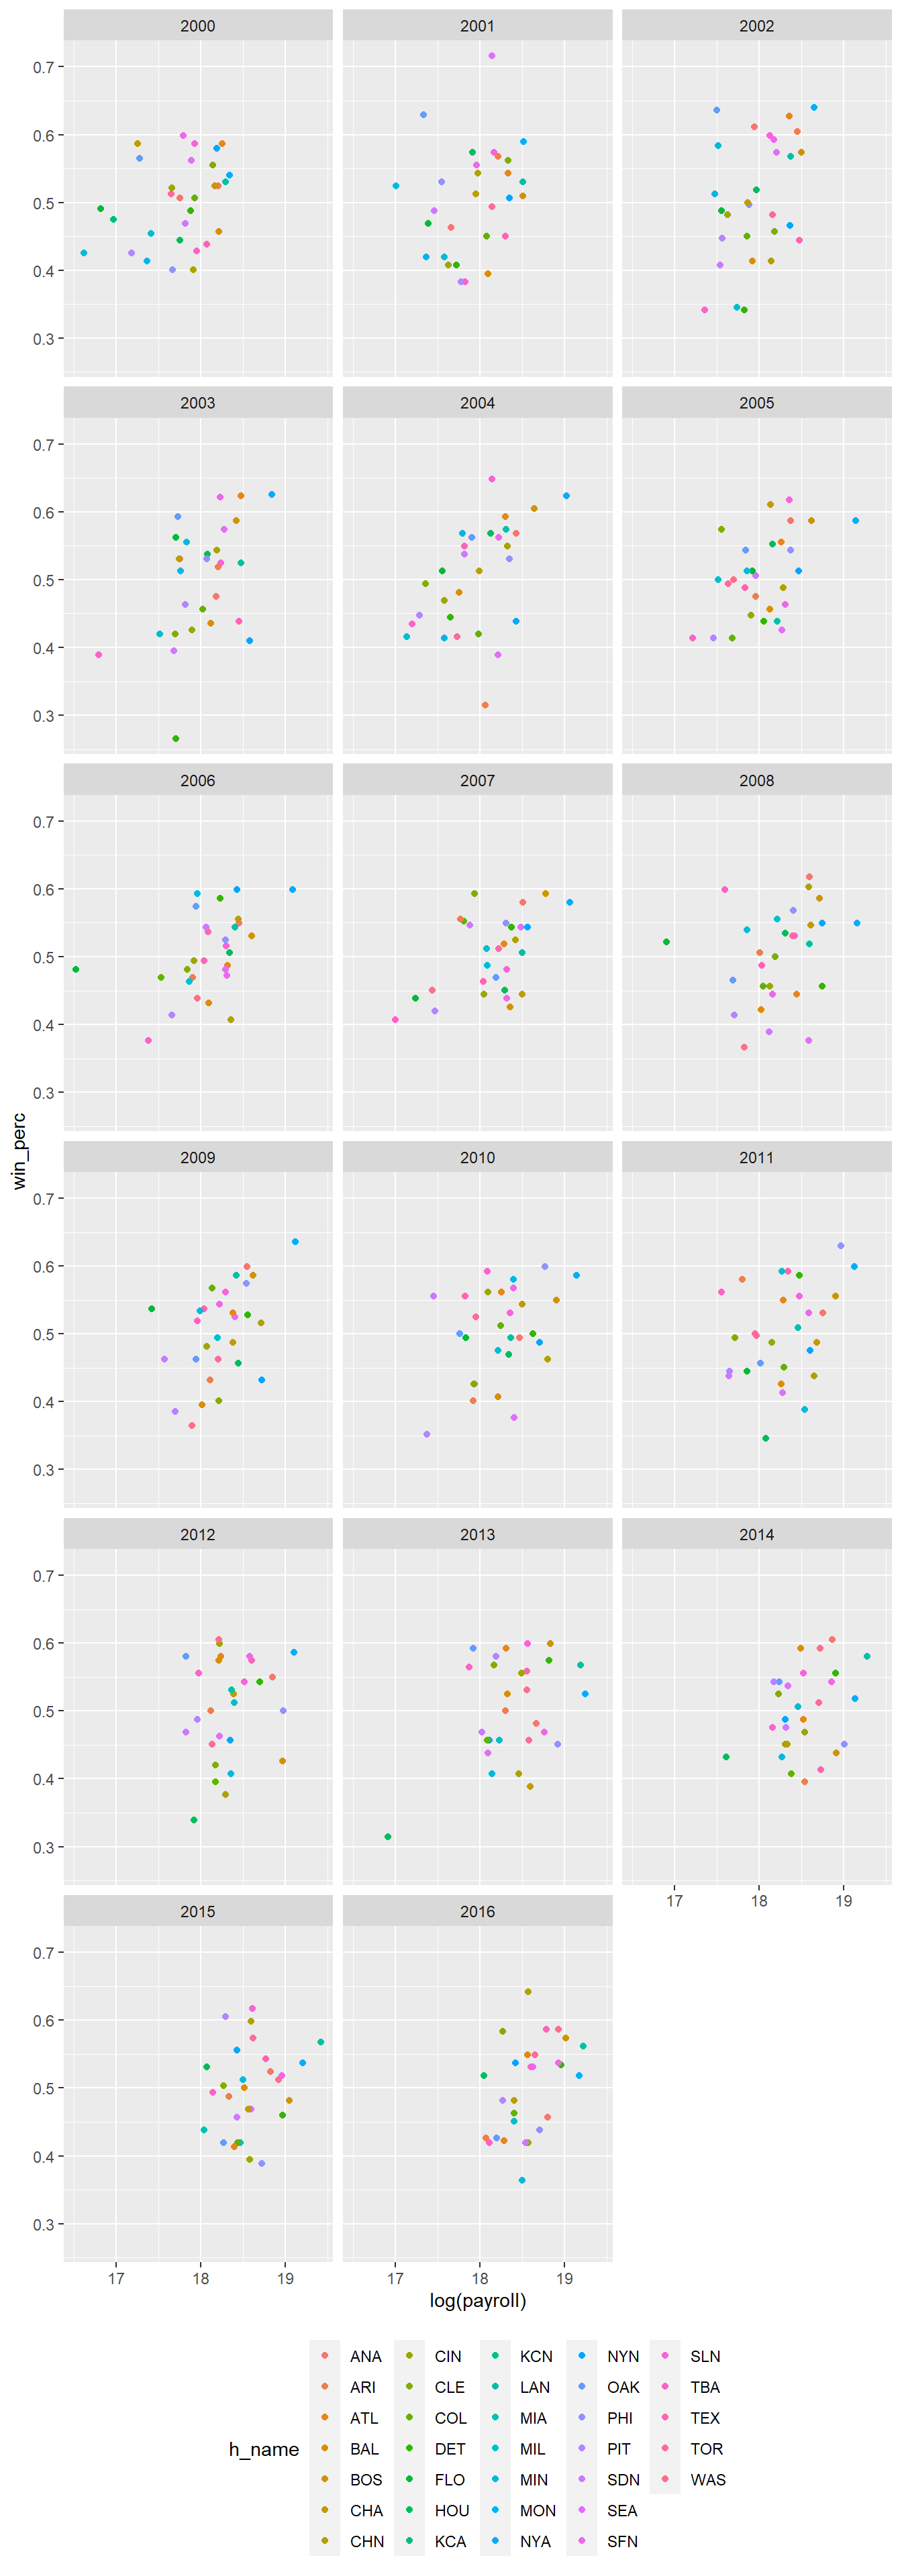 2000 2001 2002
0.7
0.6
0.5
0.4
0.3
2003 2004 2005
0.7
0.6
0.5
0.4
0.3
2006 2007 2008
0.7
0.6
0.5
0.4
0.3
win_perc
2009 2010 2011
0.7
0.6
0.5
0.4
0.3
2012 2013 2014
0.7
0.6
0.5
0.4
0.3
17 18 19
2015 2016
0.7
0.6
0.5
0.4
0.3
17 18 19 17 18 19
log(payroll)
h_name
ANA CIN KCN NYN SLN
ARI CLE LAN OAK TBA
ATL COL MIA PHI TEX
BAL DET MIL PIT TOR
BOS FLO MIN SDN WAS
CHA HOU MON SEA
CHN KCA NYA SFN